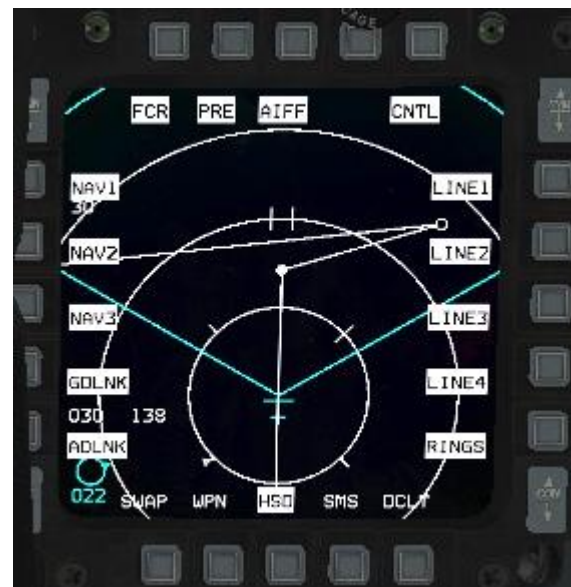 CAGE
FCR PRE AIFF CNTL
NAV1 LINE1
30
NAV2 LINE2
NAV3 LINE3
GDLNK LINE4
030 138
ADLNK RINGS
022 SWAP WPN HSD SMS DCLT